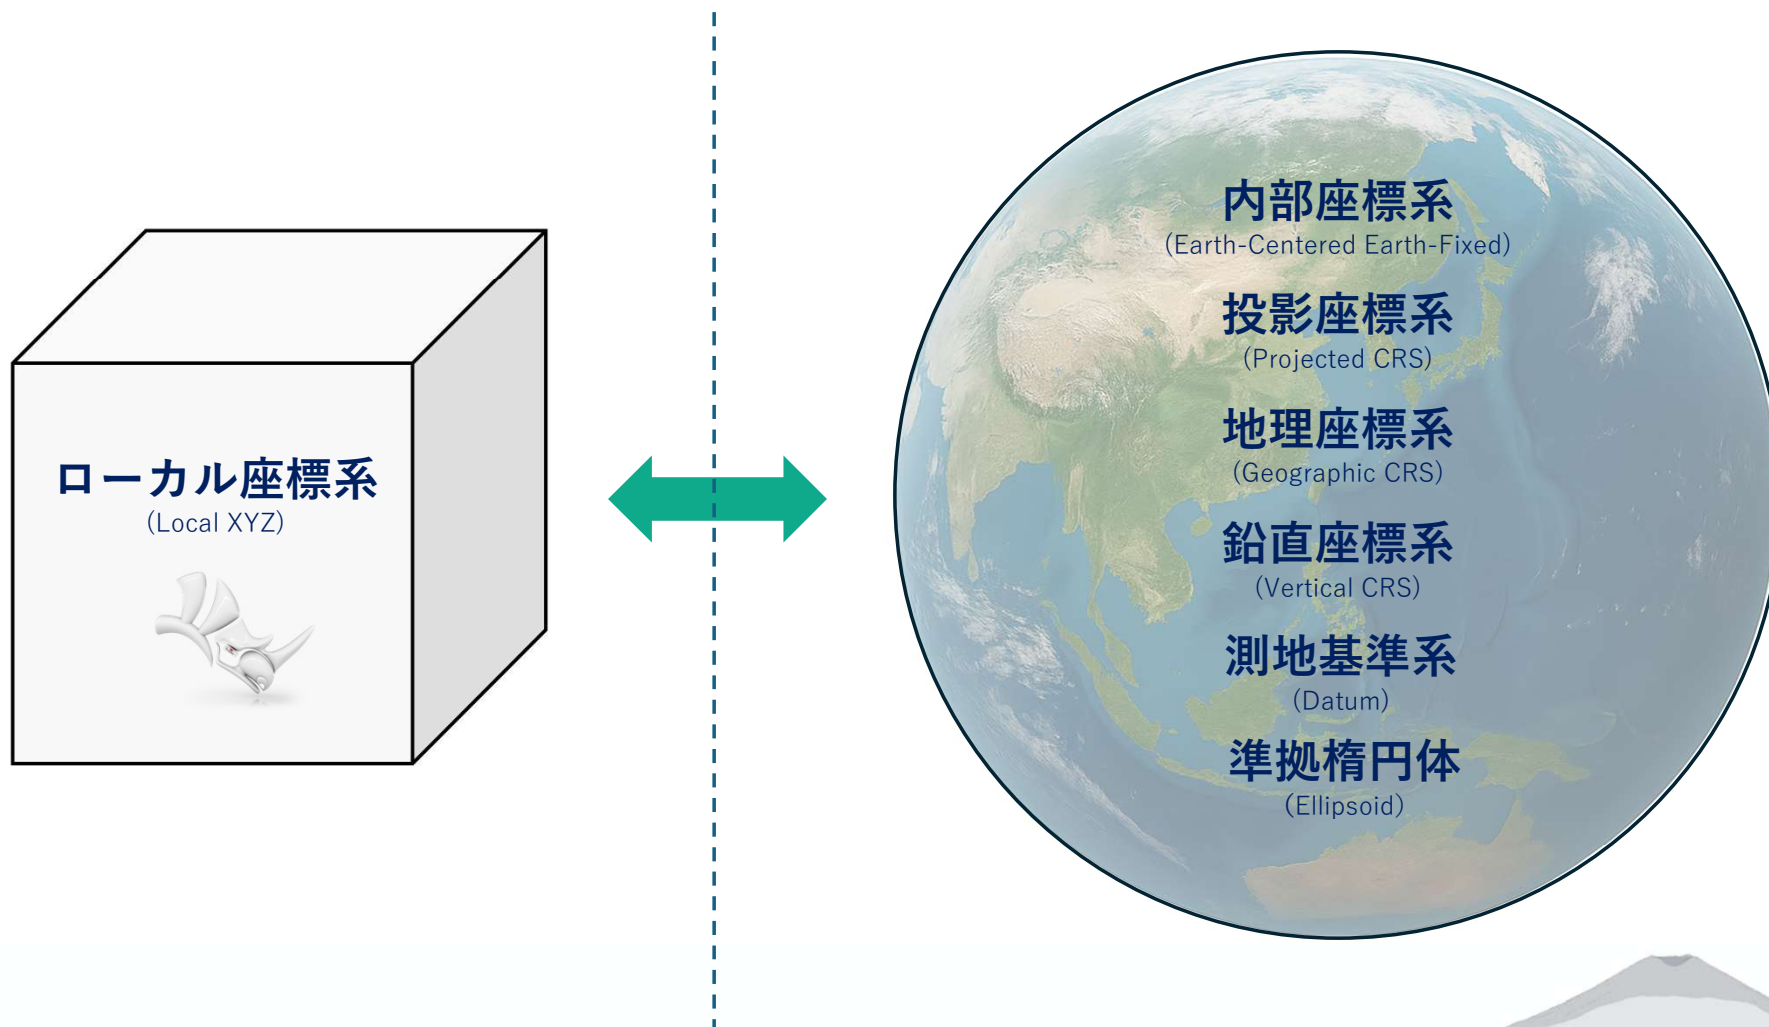 ローカル座標系
(Local XYZ)
内部座標系
(Earth-Centered Earth-Fixed)
投影座標系
(Projected CRS)
地理座標系
(Geographic CRS)
鉛直座標系
(Vertical CRS)
測地基準系
(Datum)
準拠楕円体
(Ellipsoid)